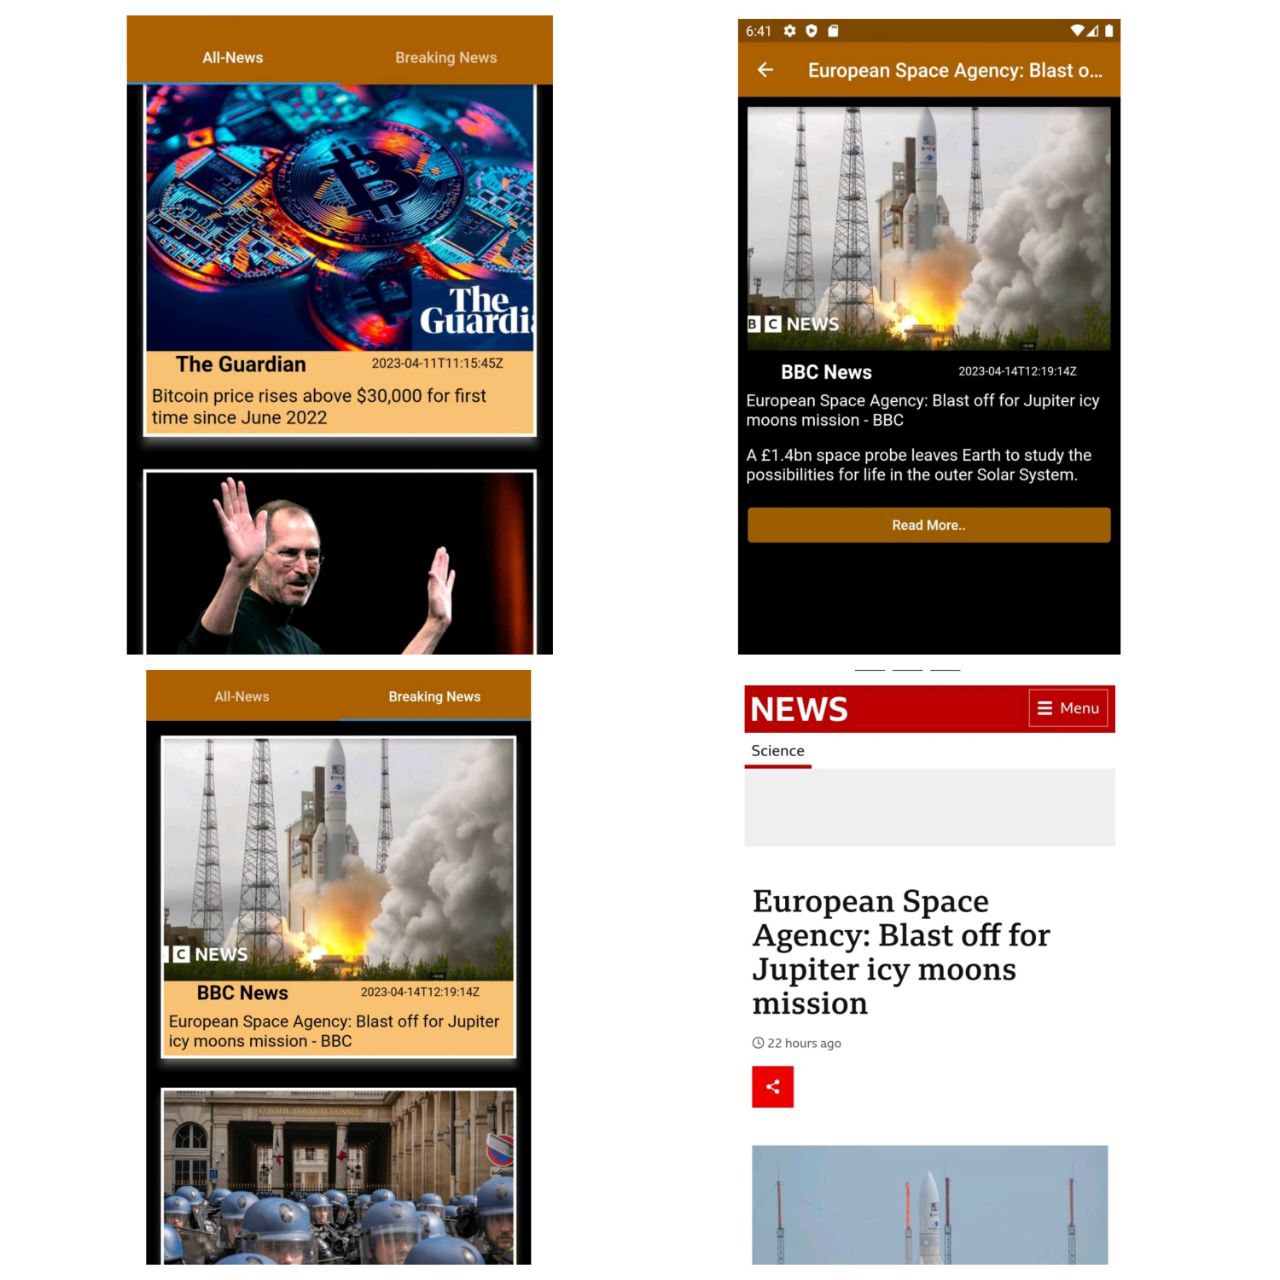 All-News
Breaking News
The
Guardi
The Guardian
2023-04-11T11:15:45Z
Bitcoin price rises above $30,000 for first
time since June 2022
6:41
European Space Agency: Blast o...
B C NEWS
BBC News
2023-04-14T12:19:14Z
European Space Agency: Blast off for Jupiter icy
moons mission - BBC
A £1.4bn space probe leaves Earth to study the
possibilities for life in the outer Solar System.
Read More..
All-News
Breaking News
C NEWS
BBC News
2023-04-14T12:19:14Z
European Space Agency: Blast off for Jupiter
icy moons mission - BBC
CONSEIL CONSTITUTIONNEL
NEWS
Menu
Science
European Space
Agency: Blast off for
Jupiter icy moons
mission
22 hours ago